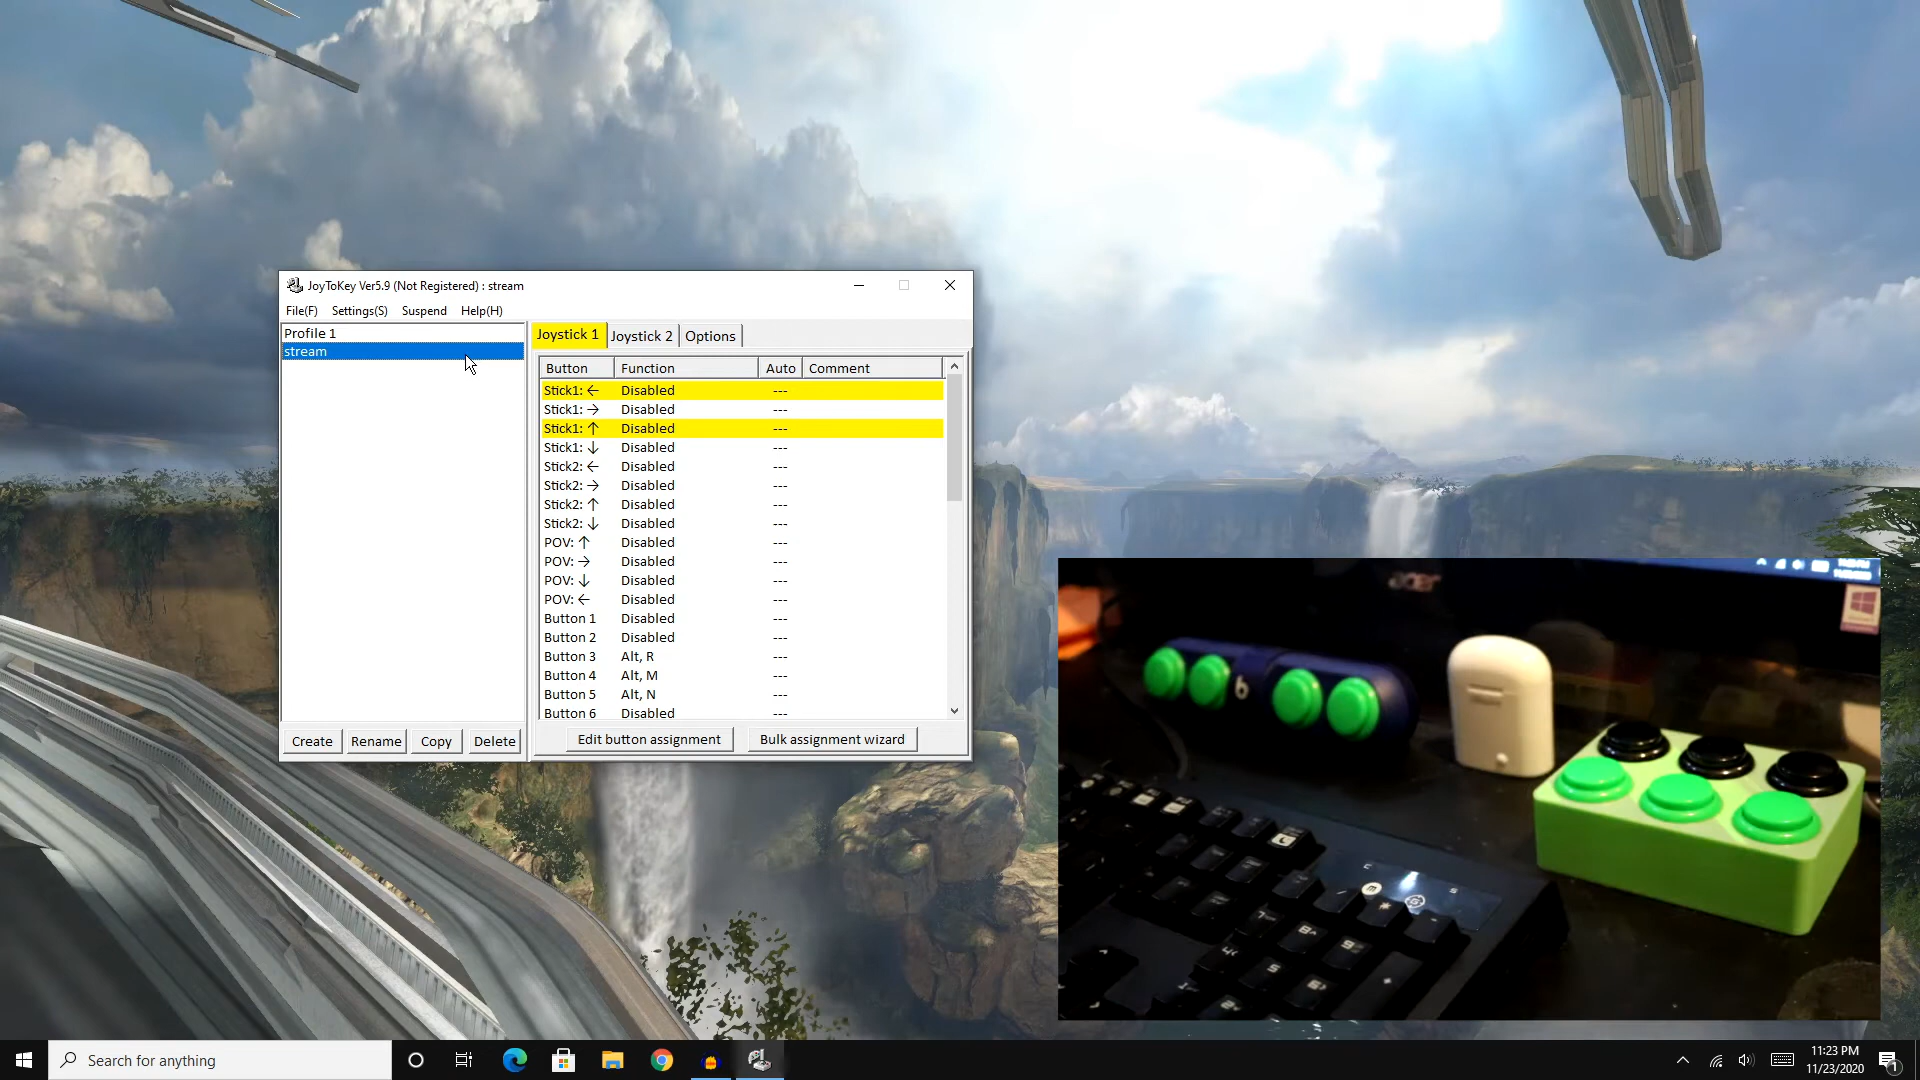 JoyToKey Ver5.9 (Not Registered) : stream
File(F) Settings(S) Suspend Help(H)
Profile 1
stream
Create Rename Copy Delete
Joystick 1 Joystick 2 Options
Button Function Auto Comment
Stick1: ← Disabled ---
Stick1: → Disabled ---
Stick1: ↑ Disabled ---
Stick1: ↓ Disabled ---
Stick2: ← Disabled ---
Stick2: → Disabled ---
Stick2: ↑ Disabled ---
Stick2: ↓ Disabled ---
POV: ↑ Disabled ---
POV: → Disabled ---
POV: ↓ Disabled ---
POV: ← Disabled ---
Button 1 Disabled ---
Button 2 Disabled ---
Button 3 Alt, R ---
Button 4 Alt, M ---
Button 5 Alt, N ---
Button 6 Disabled ---
Edit button assignment Bulk assignment wizard
acer
Search for anything
11:23 PM
11/23/2020
1